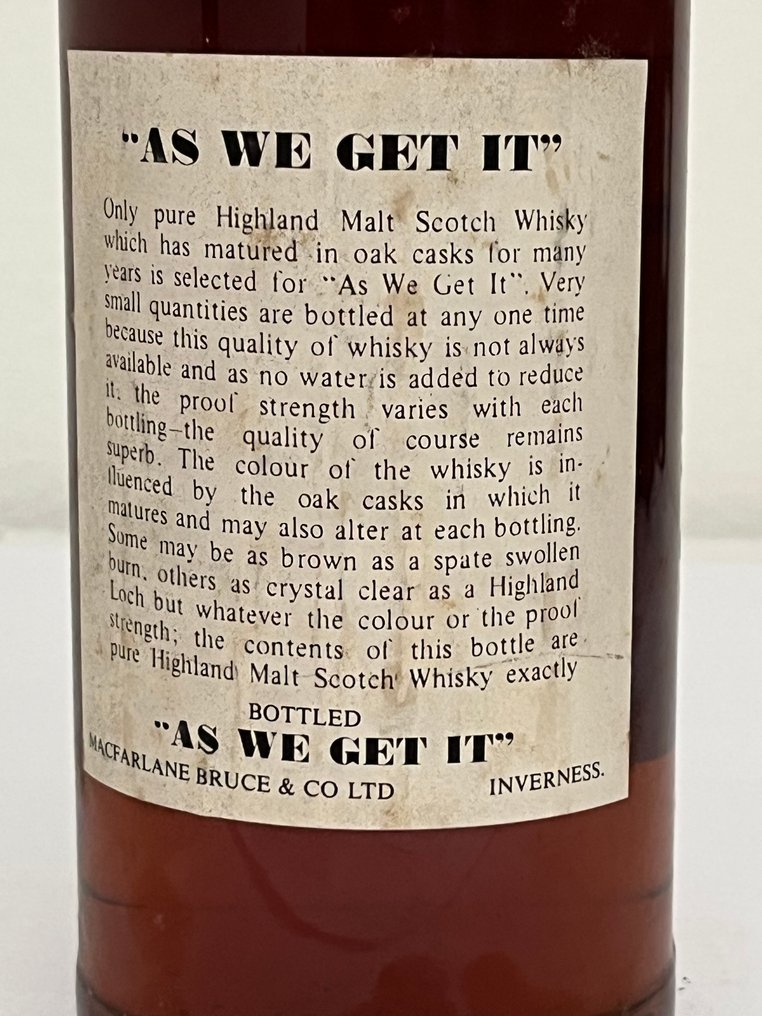 "AS WE GET IT"
Only pure Highland Malt Scotch Whisky
which has matured in oak casks for many
years is selected for "As We Get It". Very
small quantities are bottled at any one time
because this quality of whisky is not always
available and as no water is added to reduce
it. the proof strength varies with each
bottling—the quality of course remains
superb. The colour of the whisky is in-
fluenced by the oak casks in which it
matures and may also alter at each bottling.
Some may be as brown as a spate swollen
burn, others as crystal clear as a Highland
Loch but whatever the colour or the proof
strength; the contents of this bottle are
pure Highland Malt Scotch Whisky exactly
BOTTLED
"AS WE GET IT"
MACFARLANE BRUCE & CO LTD INVERNESS.